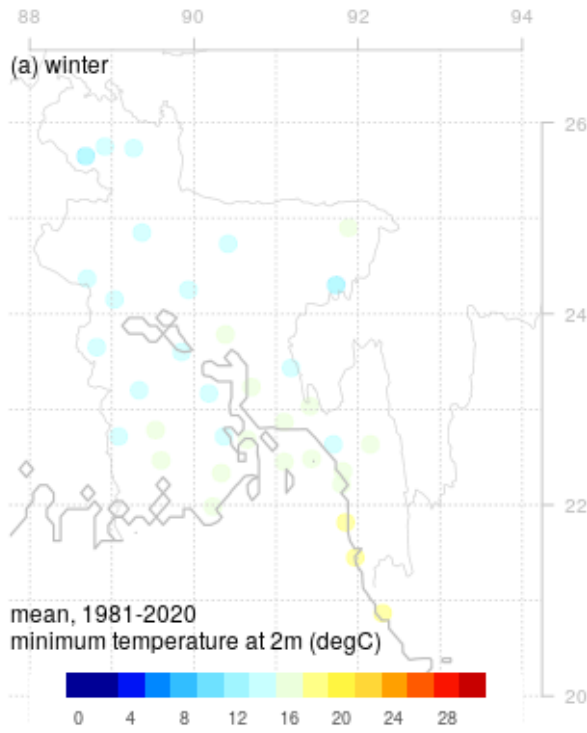 88 90 92 94
(a) winter
26
24
22
mean, 1981-2020
minimum temperature at 2m (degC)
0 4 8 12 16 20 24 28
20